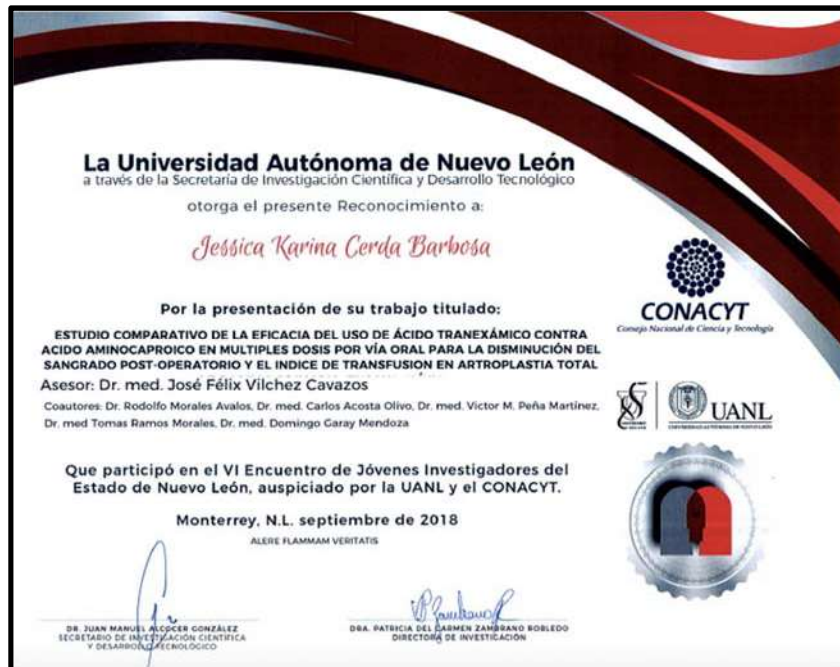 La Universidad Autónoma de Nuevo León
a través de la Secretaría de Investigación Científica y Desarrollo Tecnológico
otorga el presente Reconocimiento a:
Jessica Karina Cerda Barbosa
Por la presentación de su trabajo titulado:
ESTUDIO COMPARATIVO DE LA EFICACIA DEL USO DE ÁCIDO TRANEXÁMICO CONTRA
ACIDO AMINOCAPROICO EN MULTIPLES DOSIS POR VÍA ORAL PARA LA DISMINUCIÓN DEL
SANGRADO POST-OPERATORIO Y EL INDICE DE TRANSFUSION EN ARTROPLASTIA TOTAL
Asesor: Dr. med. José Félix Vilchez Cavazos
Coautores: Dr. Rodolfo Morales Avalos, Dr. med. Carlos Acosta Olivo, Dr. med. Victor M. Peña Martínez,
Dr. med Tomas Ramos Morales, Dr. med. Domingo Garay Mendoza
Que participó en el VI Encuentro de Jóvenes Investigadores del
Estado de Nuevo León, auspiciado por la UANL y el CONACYT.
Monterrey, N.L. septiembre de 2018
ALERE FLAMMAM VERITATIS
DR. JUAN MANUEL ALCOCER GONZÁLEZ
SECRETARIO DE INVESTIGACIÓN CIENTÍFICA
Y DESARROLLO TECNOLÓGICO
DRA. PATRICIA DEL CARMEN ZAMBRANO ROBLEDO
DIRECTORA DE INVESTIGACIÓN
CONACYT
Consejo Nacional de Ciencia y Tecnología
UANL
UNIVERSIDAD AUTÓNOMA DE NUEVO LEÓN